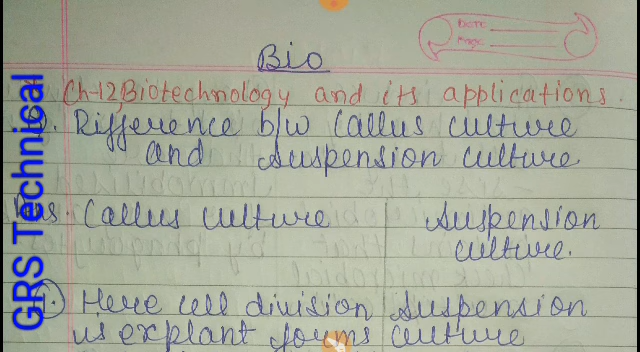 Date
Page
Bio
Ch-12, Biotechnology and its applications.
Q. Difference b/w Callus culture
and Suspension culture
Ans. Callus culture
Suspension
culture.
1. Here cell division
is explant forms
Suspension
culture
GRS Technical